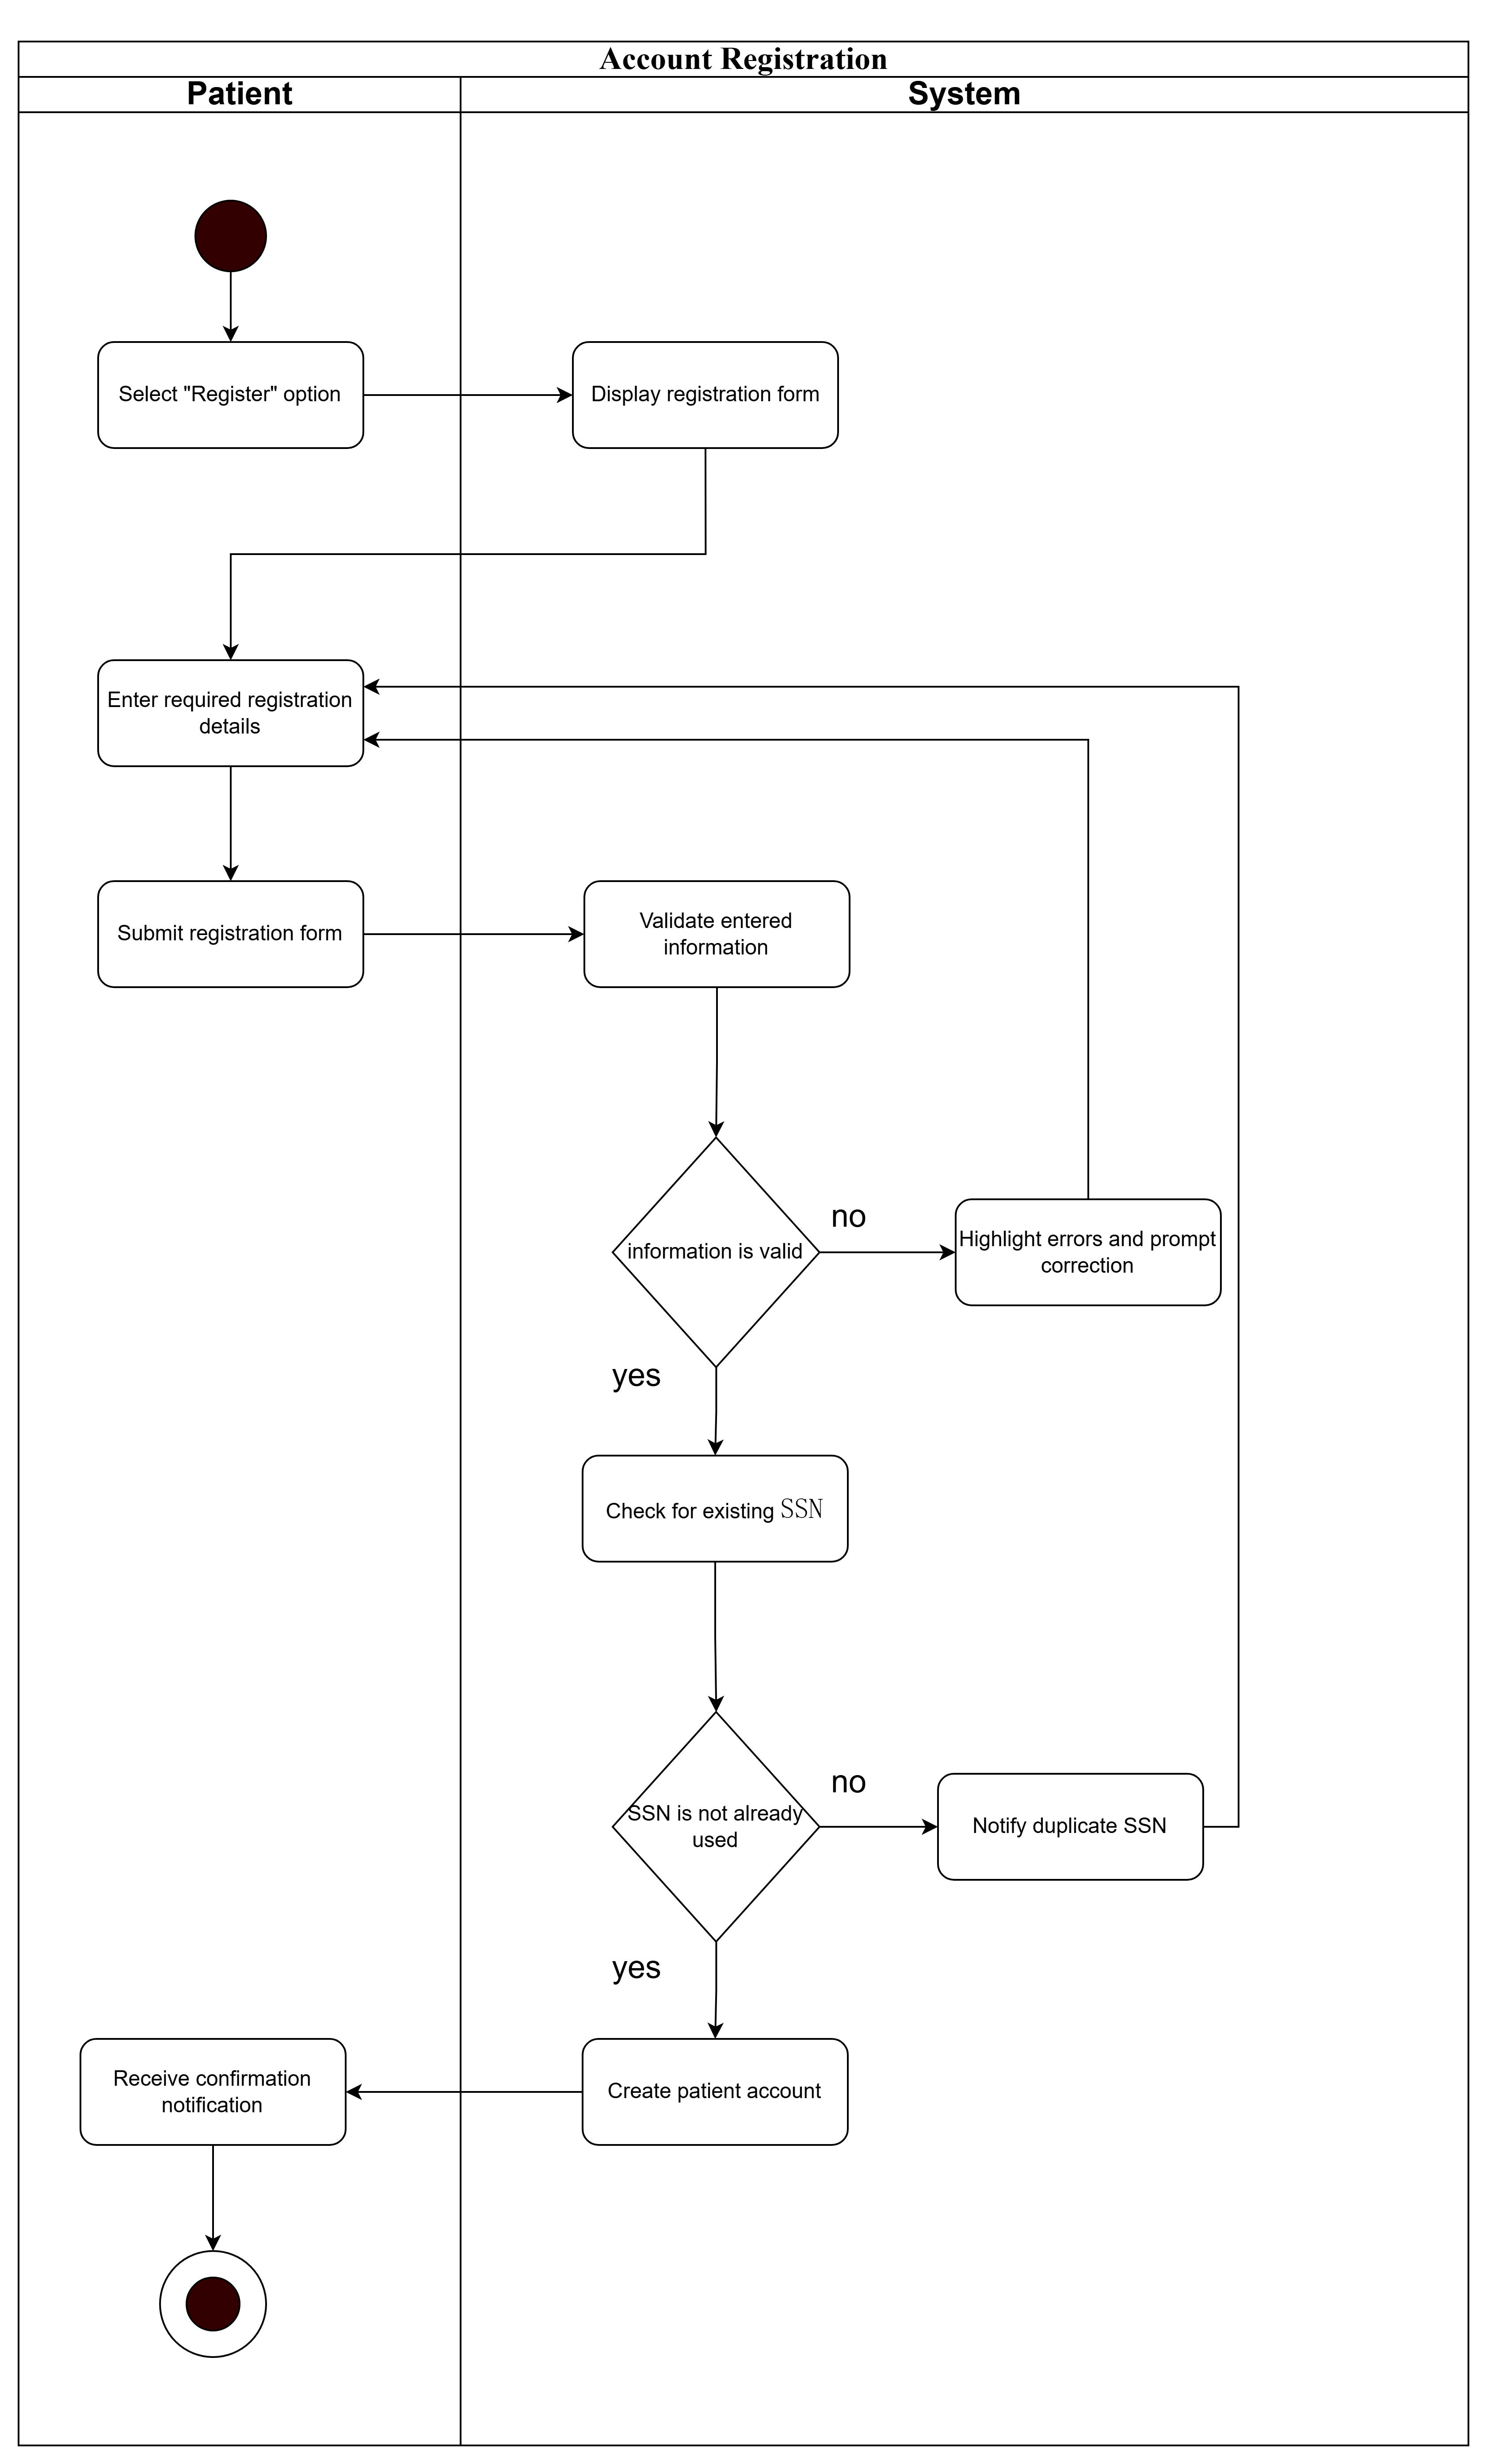 Account Registration
Patient
System
Select "Register" option
Display registration form
Enter required registration
details
Submit registration form
Validate entered
information
information is valid
no
Highlight errors and prompt
correction
yes
Check for existing SSN
SSN is not already
used
no
Notify duplicate SSN
yes
Receive confirmation
notification
Create patient account